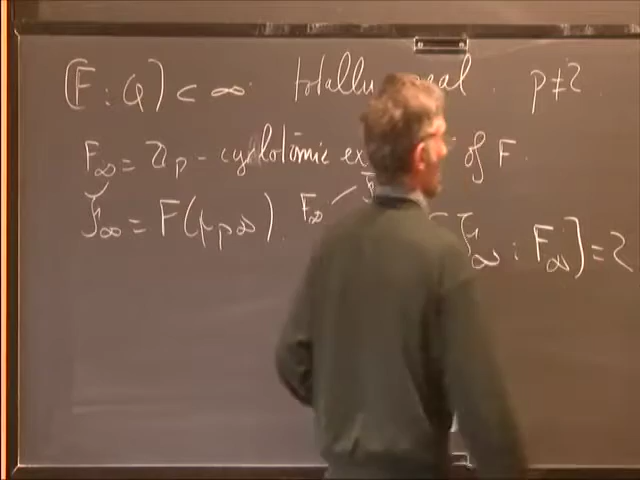 (F : Q) < ∞ totally real . p ≠ 2 .
F∞ = ℤp - cyclotomic ex of F .
𝓕∞ = F(μp∞) . F∞ ∞ : F∞] = 2